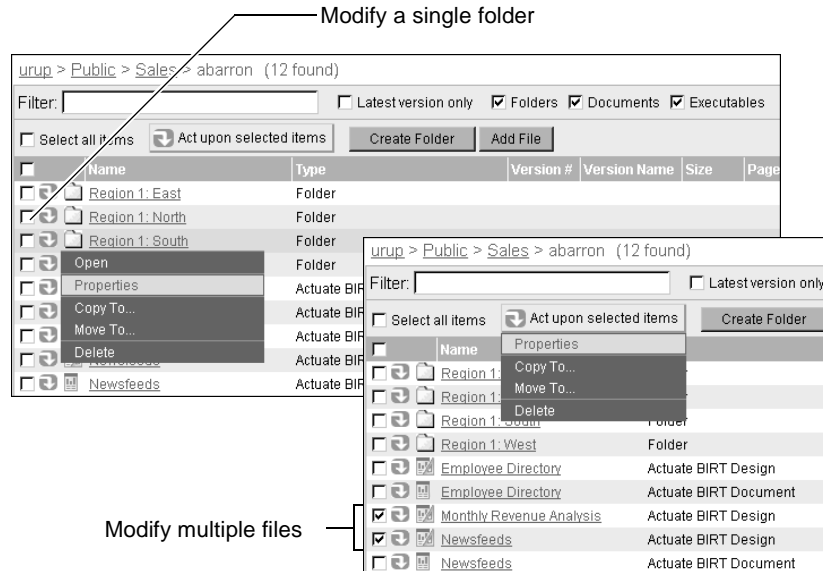 Modify a single folder
urup > Public > Sales > abarron (12 found)
Filter: Latest version only Folders Documents Executables
Select all items Act upon selected items Create Folder Add File
Name Type Version # Version Name Size Page
Region 1: East Folder
Region 1: North Folder
Region 1: South Folder
Open Folder
Properties Actuate BIR
Copy To... Actuate BIR
Move To... Actuate BIR
Delete
Newsfeeds Actuate BIR
Newsfeeds Actuate BIR
urup > Public > Sales > abarron (12 found)
Filter: Latest version only
Select all items Act upon selected items Create Folder
Name Properties
Region 1: Copy To...
Region 1: Move To...
Delete
Region 1: South Folder
Region 1: West Folder
Employee Directory Actuate BIRT Design
Employee Directory Actuate BIRT Document
Monthly Revenue Analysis Actuate BIRT Design
Newsfeeds Actuate BIRT Design
Newsfeeds Actuate BIRT Document
Modify multiple files